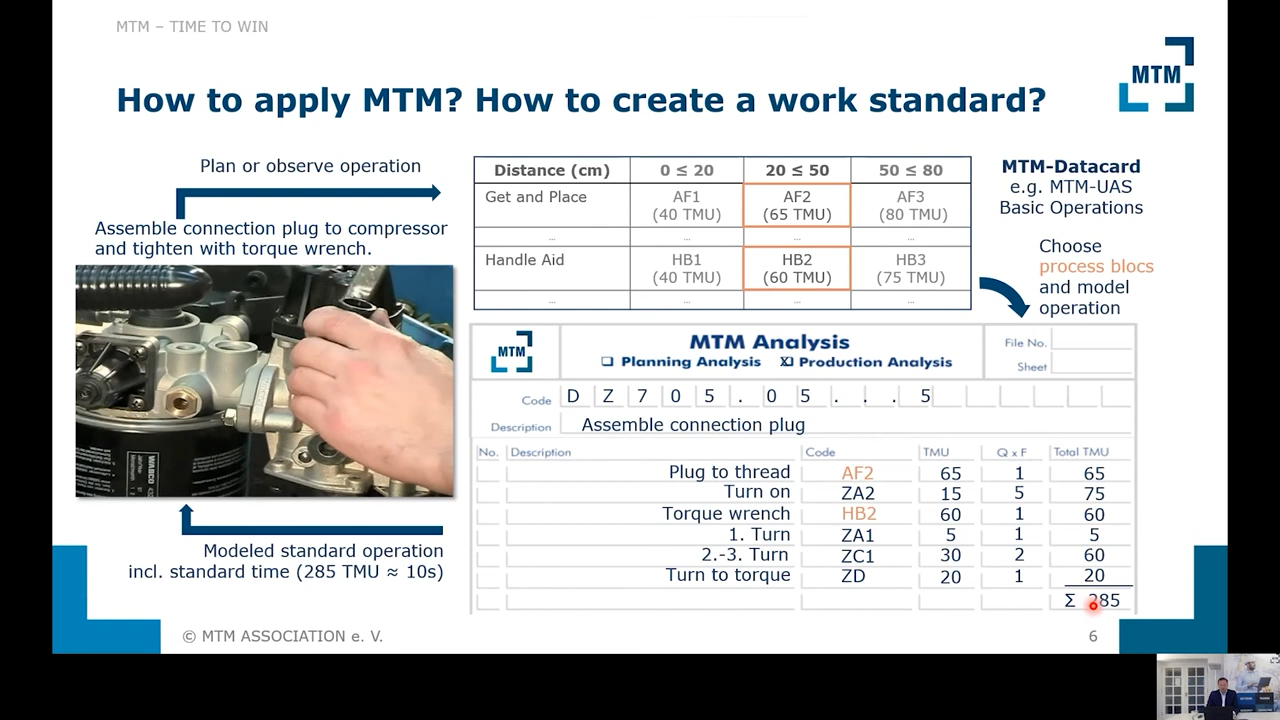 MTM – TIME TO WIN
MTM
How to apply MTM? How to create a work standard?
Plan or observe operation
Assemble connection plug to compressor
and tighten with torque wrench.
WABCO
Modeled standard operation
incl. standard time (285 TMU ≈ 10s)
Distance (cm) 0 ≤ 20 20 ≤ 50 50 ≤ 80
Get and Place AF1 AF2 AF3
(40 TMU) (65 TMU) (80 TMU)
... ... ... ...
Handle Aid HB1 HB2 HB3
(40 TMU) (60 TMU) (75 TMU)
... ... ... ...
MTM-Datacard
e.g. MTM-UAS
Basic Operations
Choose
process blocs
and model
operation
MTM
MTM Analysis
❏ Planning Analysis ☒ Production Analysis
File No.
Sheet
Code D Z 7 0 5 . 0 5 . . . 5
Description Assemble connection plug
No. Description Code TMU Q x F Total TMU
Plug to thread AF2 65 1 65
Turn on ZA2 15 5 75
Torque wrench HB2 60 1 60
1. Turn ZA1 5 1 5
2.-3. Turn ZC1 30 2 60
Turn to torque ZD 20 1 20
Σ 285
© MTM ASSOCIATION e. V.
6